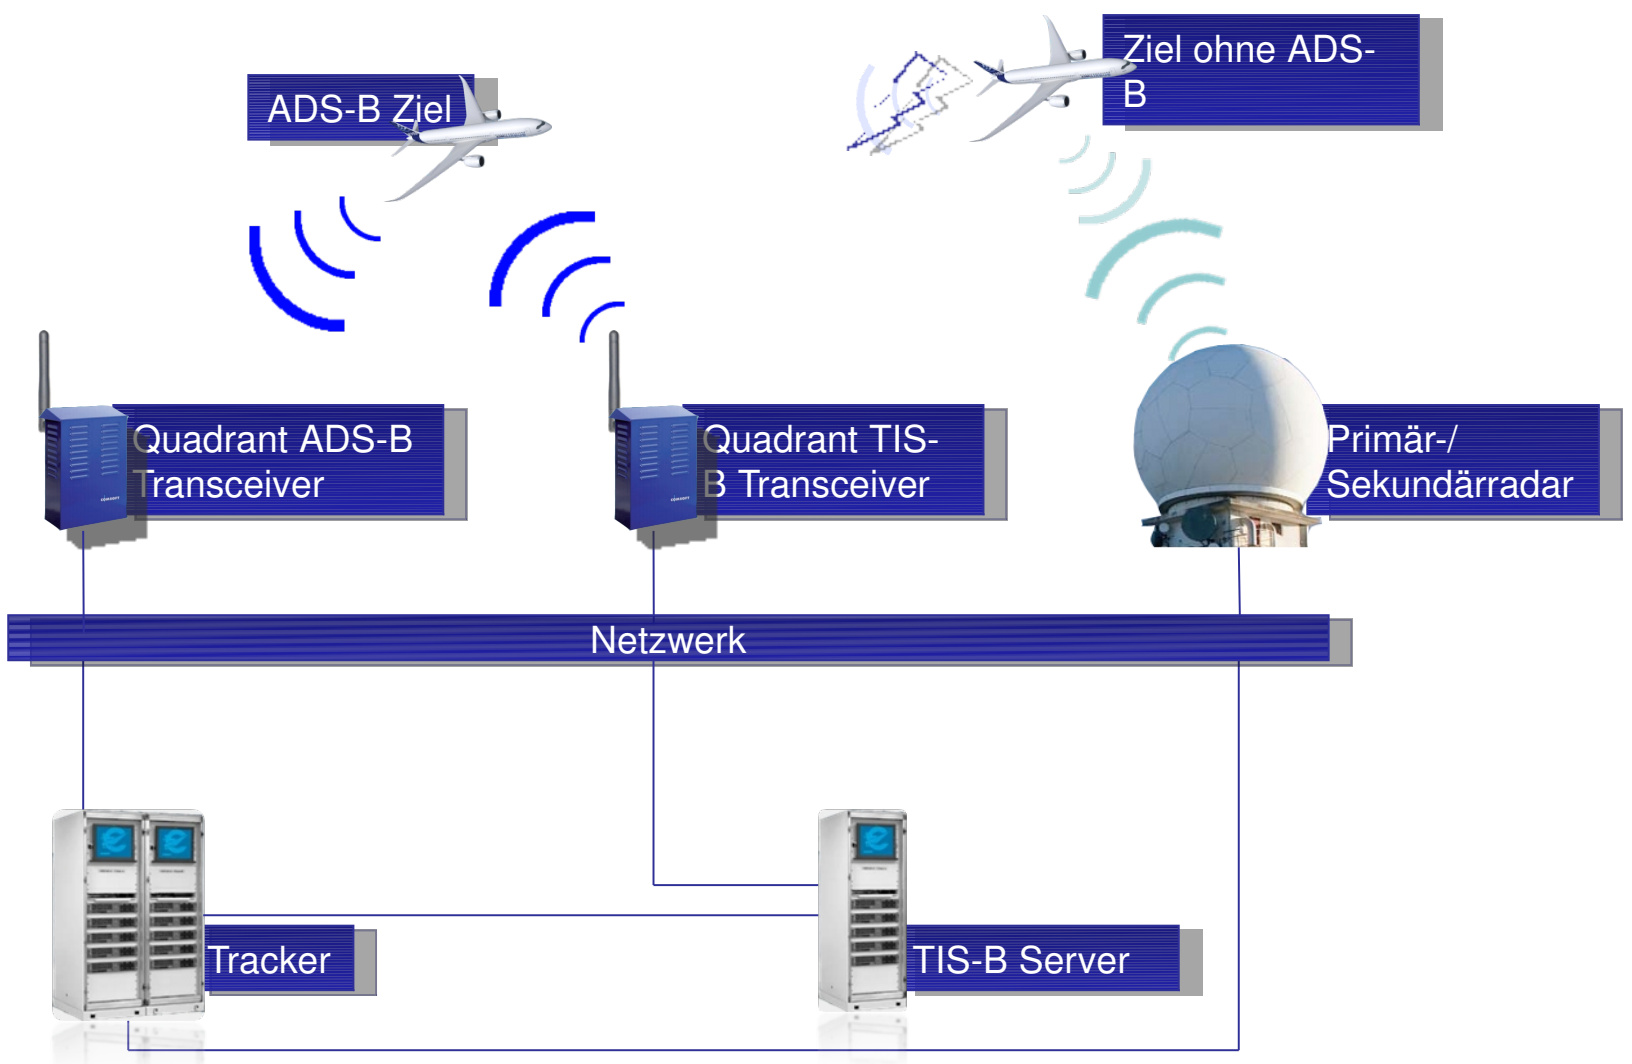 Ziel ohne ADS-
B
ADS-B Ziel
Quadrant ADS-B
Transceiver
Quadrant TIS-
B Transceiver
Primär-/
Sekundärradar
Netzwerk
Tracker
TIS-B Server